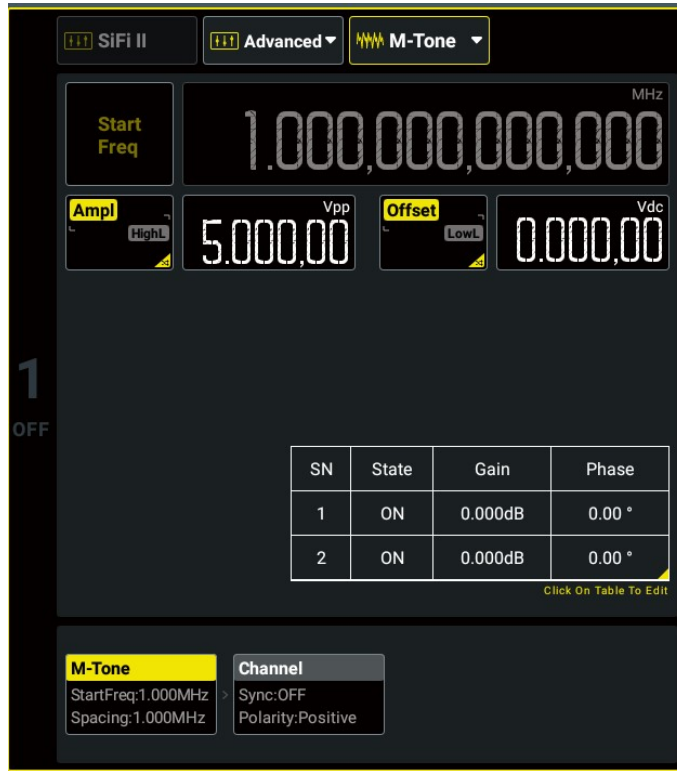 SiFi II Advanced M-Tone
MHz
Start
Freq
1.000,000,000,000
Ampl
HighL
Vpp
5.000,00
Offset
LowL
Vdc
0.000,00
1
OFF
SN State Gain Phase
1 ON 0.000dB 0.00 °
2 ON 0.000dB 0.00 °
Click On Table To Edit
M-Tone
StartFreq:1.000MHz
Spacing:1.000MHz
>
Channel
Sync:OFF
Polarity:Positive